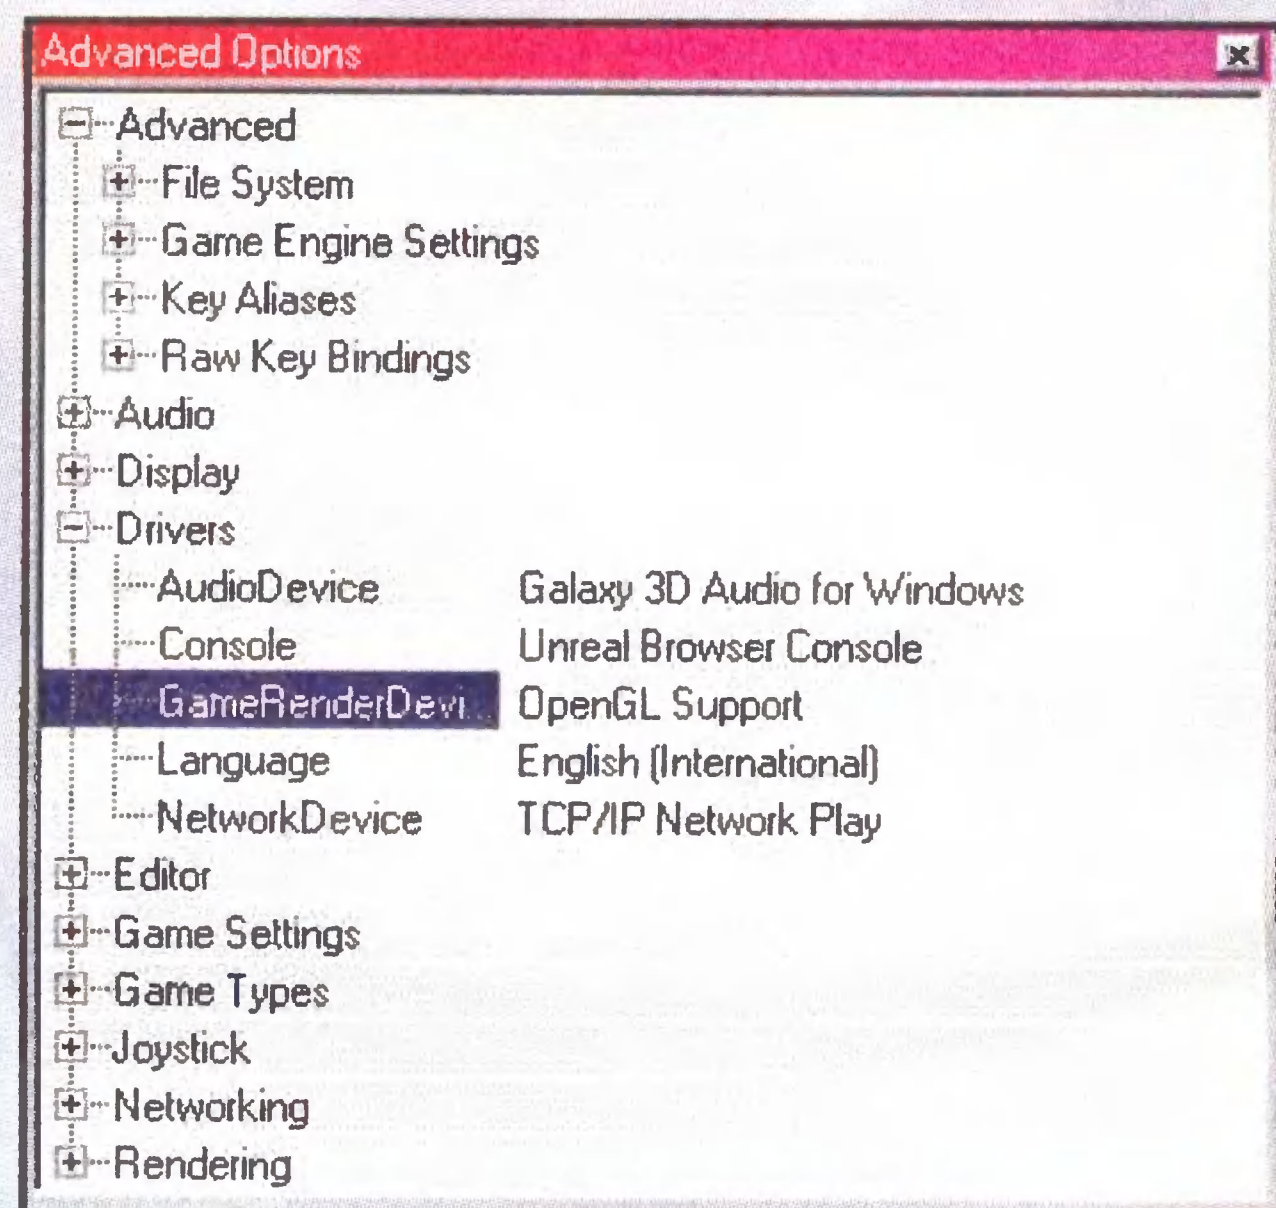 Advanced Options
Advanced
File System
Game Engine Settings
Key Aliases
Raw Key Bindings
Audio
Display
Drivers
AudioDevice Galaxy 3D Audio for Windows
Console Unreal Browser Console
GameRenderDevi... OpenGL Support
Language English (International)
NetworkDevice TCP/IP Network Play
Editor
Game Settings
Game Types
Joystick
Networking
Rendering